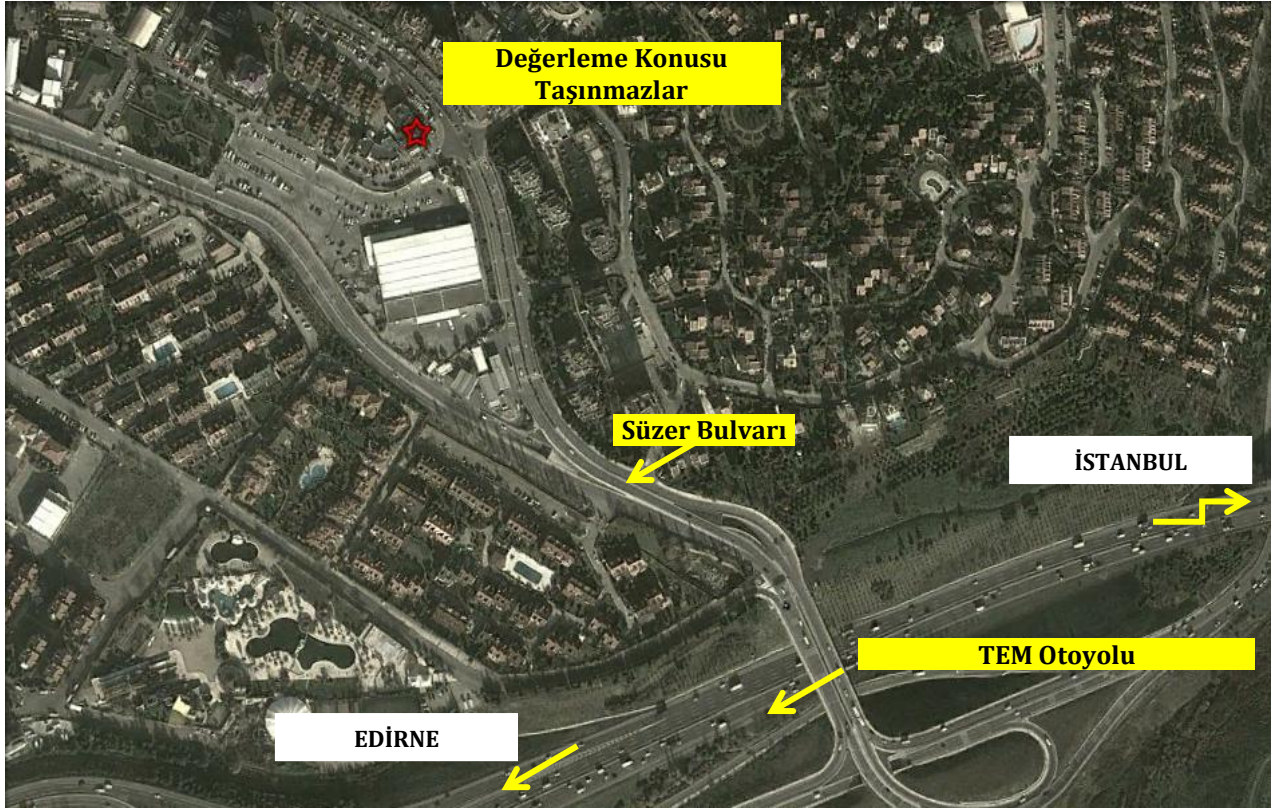 Değerleme Konusu
Taşınmazlar
Süzer Bulvarı
İSTANBUL
TEM Otoyolu
EDİRNE